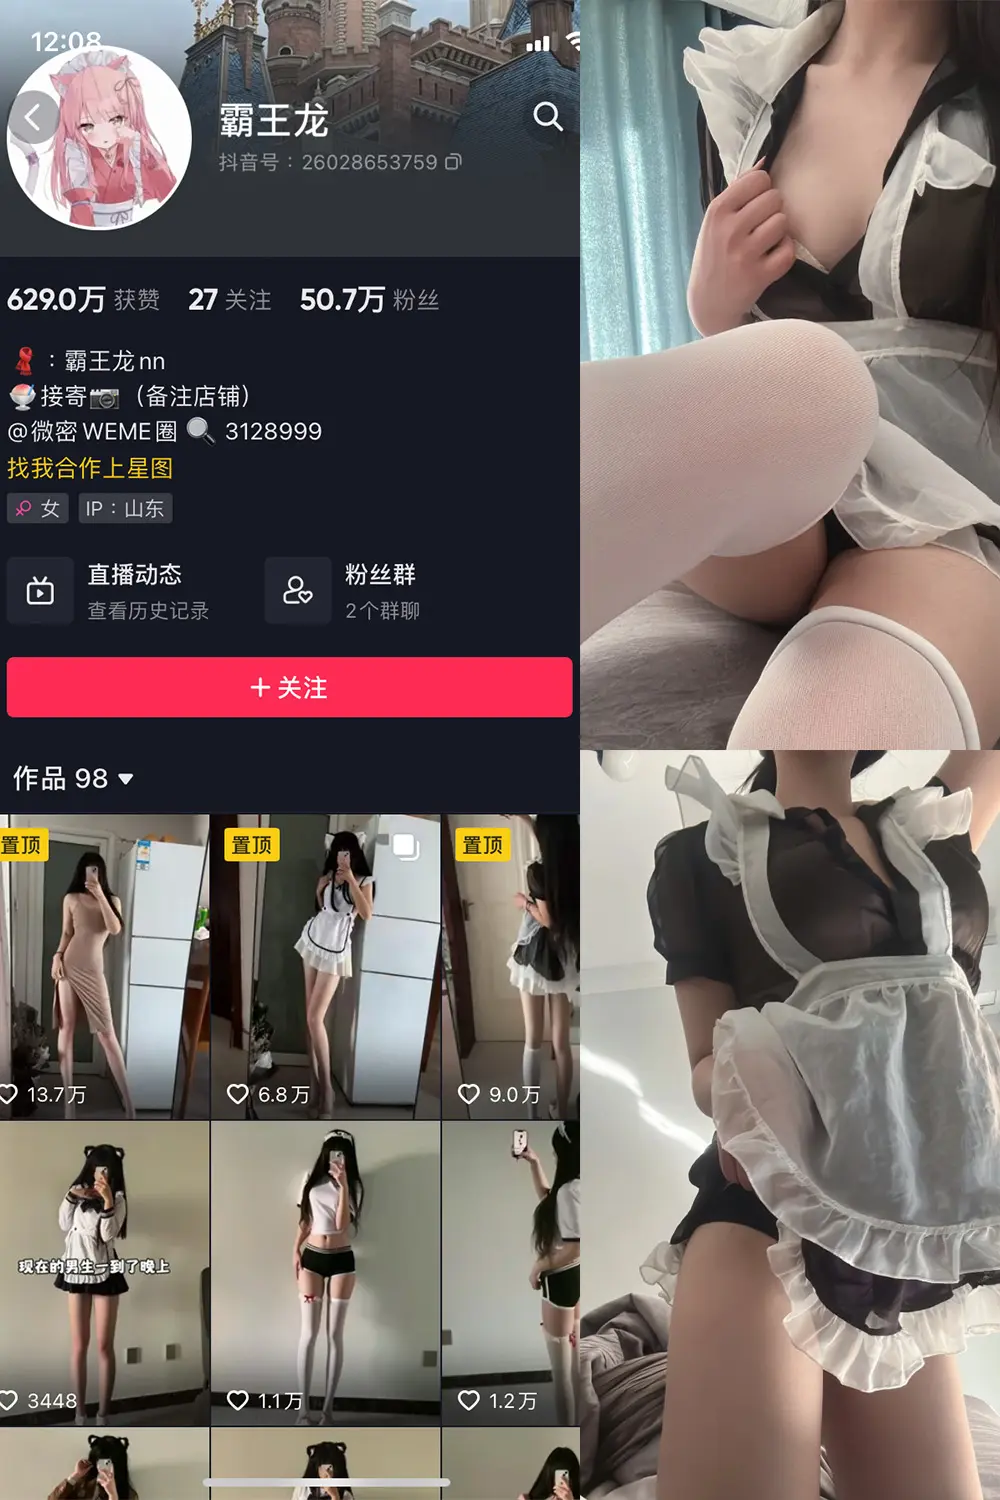 12:08
霸王龙
抖音号：26028653759
629.0万 获赞 27 关注 50.7万 粉丝
：霸王龙nn
接寄（备注店铺）
@微密WEME圈 3128999
找我合作上星图
女 IP：山东
直播动态 粉丝群
查看历史记录 2个群聊
+关注
作品 98
置顶 置顶 置顶
13.7万 6.8万 9.0万
现在的男生一到了晚上
3448 1.1万 1.2万